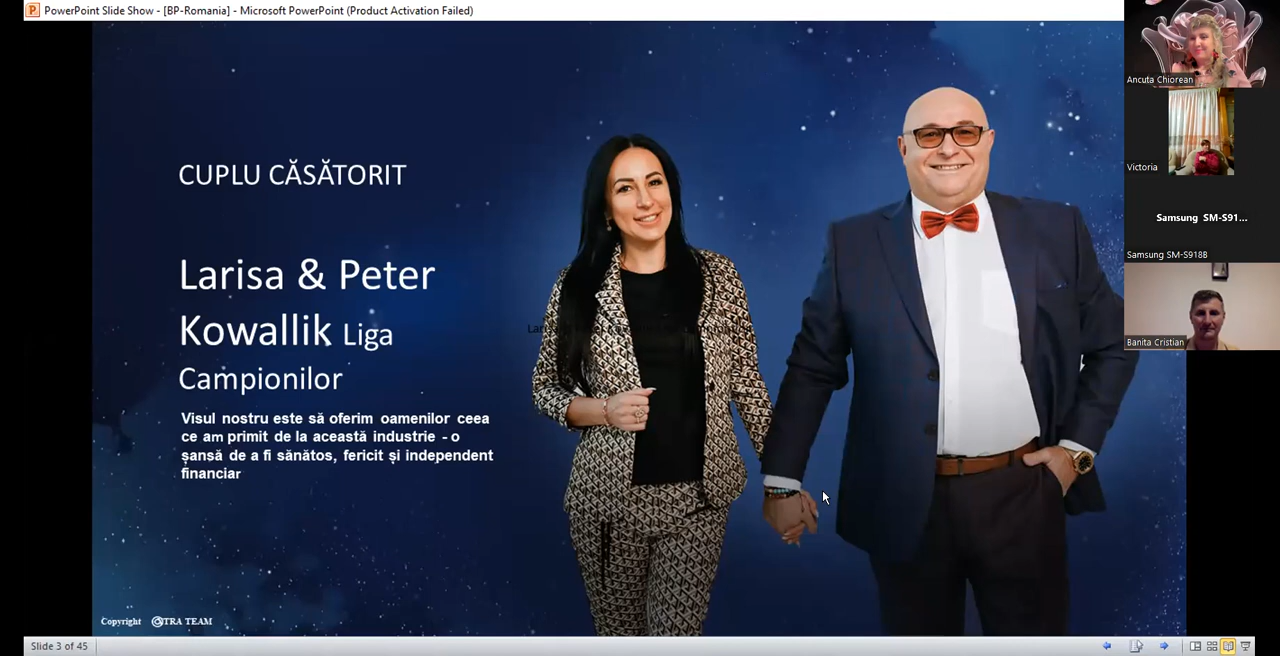 PowerPoint Slide Show - [BP-Romania] - Microsoft PowerPoint (Product Activation Failed)
CUPLU CĂSĂTORIT
Larisa & Peter
Kowallik Liga
Campionilor
Visul nostru este să oferim oamenilor ceea
ce am primit de la această industrie - o
șansă de a fi sănătos, fericit și independent
financiar
Copyright © TRA TEAM
Slide 3 of 45
Ancuta Chiorean
Victoria
Samsung SM-S91...
Samsung SM-S918B
Banita Cristian